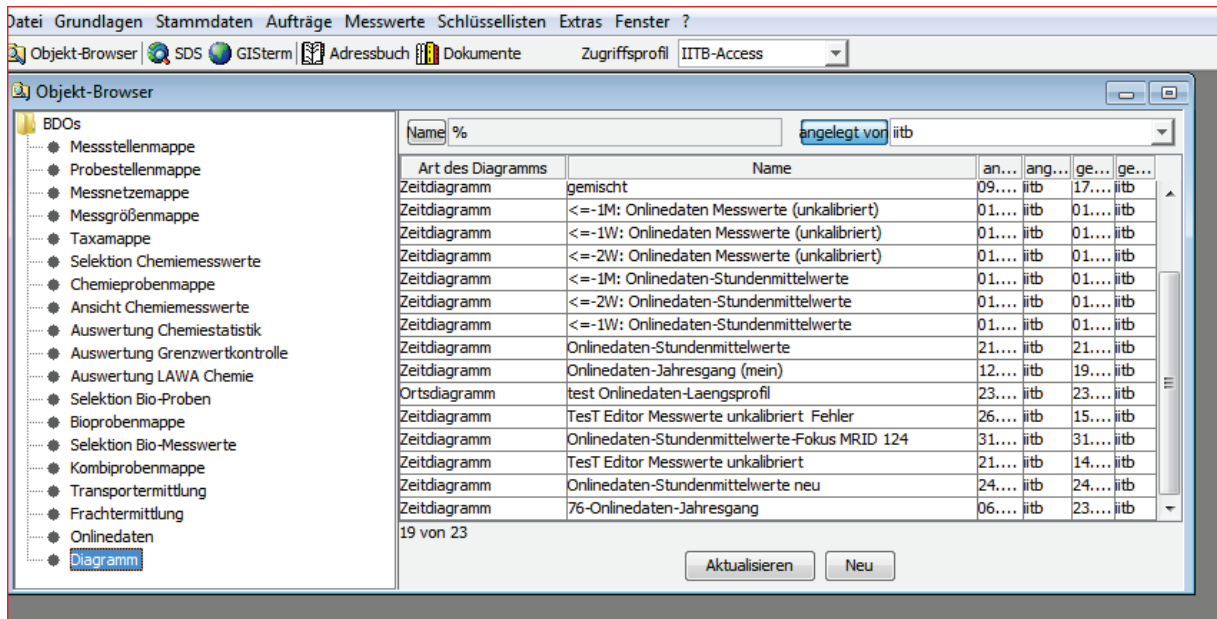 Datei Grundlagen Stammdaten Aufträge Messwerte Schlüssellisten Extras Fenster ?
Objekt-Browser SDS GISterm Adressbuch Dokumente Zugriffsprofil IITB-Access
Objekt-Browser
BDOs
Messstellenmappe
Probestellenmappe
Messnetzemappe
Messgrößenmappe
Taxamappe
Selektion Chemiemesswerte
Chemieprobenmappe
Ansicht Chemiemesswerte
Auswertung Chemiestatistik
Auswertung Grenzwertkontrolle
Auswertung LAWA Chemie
Selektion Bio-Proben
Bioprobenmappe
Selektion Bio-Messwerte
Kombiprobenmappe
Transportermittlung
Frachtermittlung
Onlinedaten
Diagramm
Name % angelegt von iitb
Art des Diagramms Name an... ang... ge... ge...
Zeitdiagramm gemischt 09.... iitb 17.... iitb
Zeitdiagramm <=-1M: Onlinedaten Messwerte (unkalibriert) 01.... iitb 01.... iitb
Zeitdiagramm <=-1W: Onlinedaten Messwerte (unkalibriert) 01.... iitb 01.... iitb
Zeitdiagramm <=-2W: Onlinedaten Messwerte (unkalibriert) 01.... iitb 01.... iitb
Zeitdiagramm <=-1M: Onlinedaten-Stundenmittelwerte 01.... iitb 01.... iitb
Zeitdiagramm <=-2W: Onlinedaten-Stundenmittelwerte 01.... iitb 01.... iitb
Zeitdiagramm <=-1W: Onlinedaten-Stundenmittelwerte 01.... iitb 01.... iitb
Zeitdiagramm Onlinedaten-Stundenmittelwerte 21.... iitb 21.... iitb
Zeitdiagramm Onlinedaten-Jahresgang (mein) 12.... iitb 19.... iitb
Ortsdiagramm test Onlinedaten-Laengsprofil 23.... iitb 23.... iitb
Zeitdiagramm TesT Editor Messwerte unkalibriert Fehler 26.... iitb 15.... iitb
Zeitdiagramm Onlinedaten-Stundenmittelwerte-Fokus MRID 124 31.... iitb 31.... iitb
Zeitdiagramm TesT Editor Messwerte unkalibriert 21.... iitb 14.... iitb
Zeitdiagramm Onlinedaten-Stundenmittelwerte neu 24.... iitb 24.... iitb
Zeitdiagramm 76-Onlinedaten-Jahresgang 06.... iitb 23.... iitb
19 von 23
Aktualisieren Neu